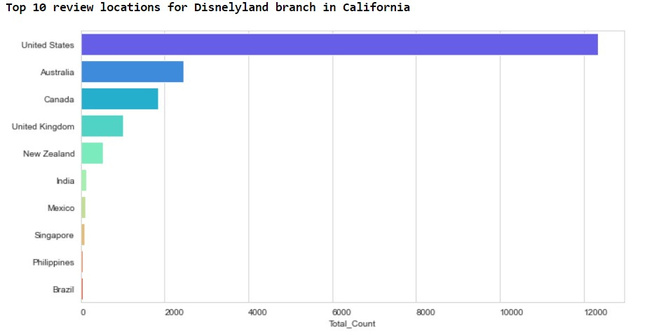 Top 10 review locations for Disnelyland branch in California
United States
Australia
Canada
United Kingdom
New Zealand
India
Mexico
Singapore
Philippines
Brazil
0 2000 4000 6000 8000 10000 12000
Total_Count